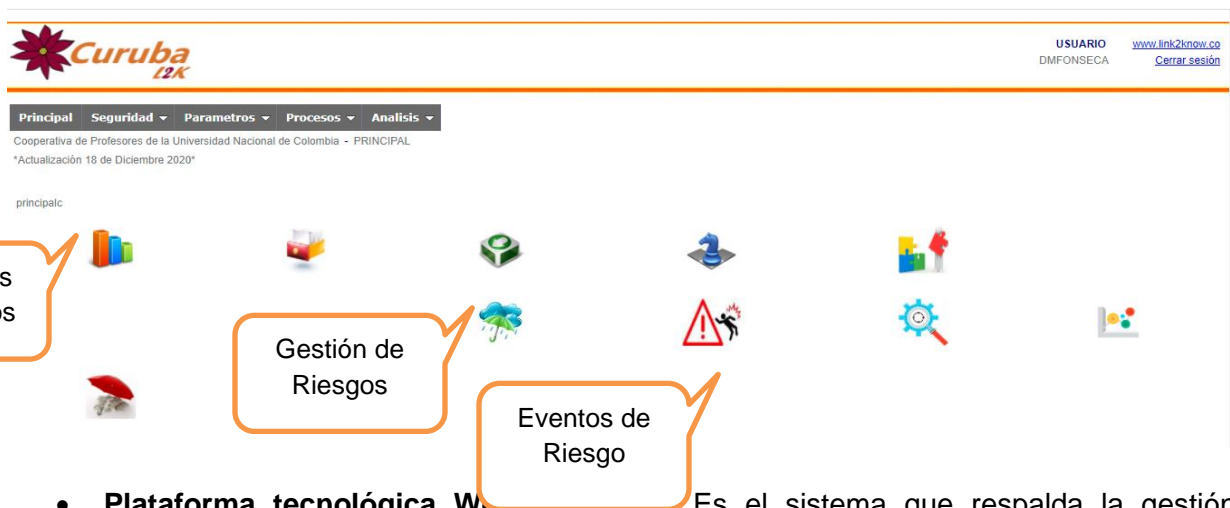 Curuba
L2K
USUARIO www.link2know.co
DMFONSECA Cerrar sesión
Principal Seguridad Parametros Procesos Analisis
Cooperativa de Profesores de la Universidad Nacional de Colombia - PRINCIPAL
*Actualización 18 de Diciembre 2020*
principalc
Gestión de
Riesgos
Eventos de
Riesgo
• Plataforma tecnológica Es el sistema que respalda la gestión